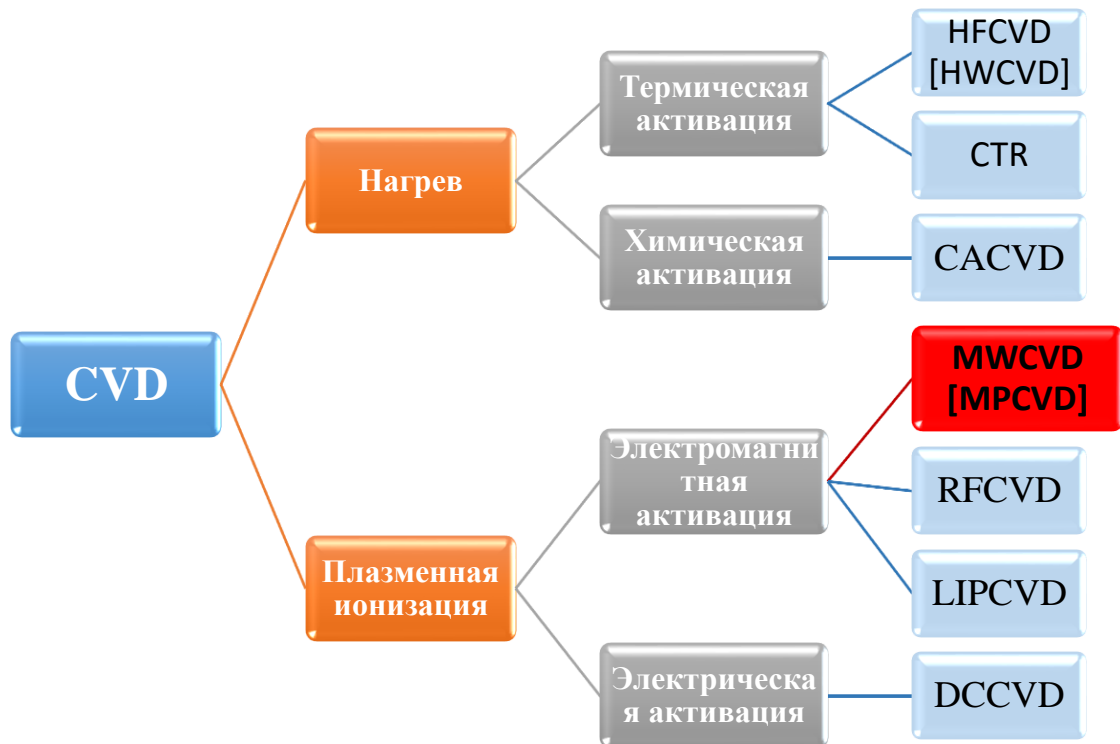 HFCVD
[HWCVD]
Термическая
активация
CTR
Нагрев
Химическая
активация
CACVD
CVD
MWCVD
[MPCVD]
Электромагни
тная
активация
RFCVD
Плазменная
ионизация
LIPCVD
Электрическа
я активация
DCCVD